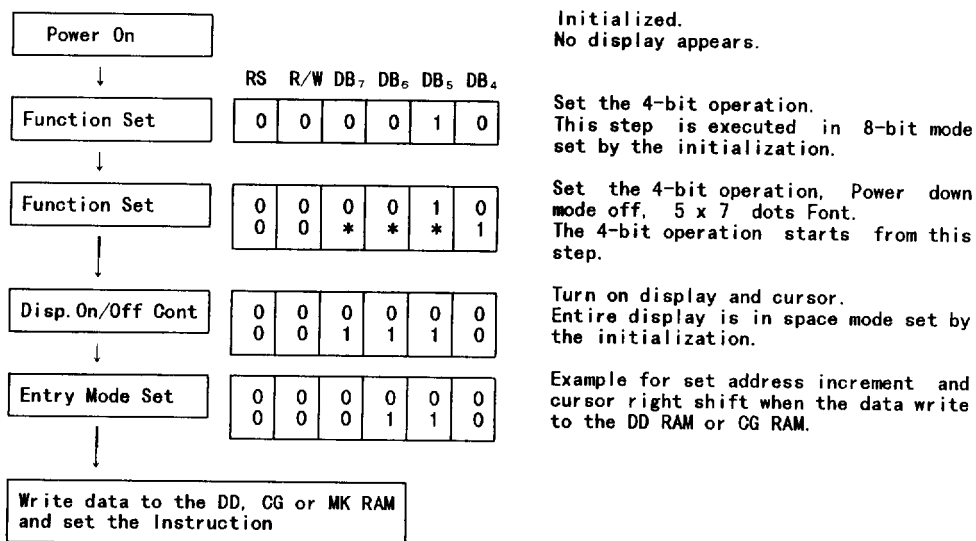 Power On
Initialized.
No display appears.
RS R/W DB₇ DB₆ DB₅ DB₄
Function Set
0 0 0 0 1 0
Set the 4-bit operation.
This step is executed in 8-bit mode
set by the initialization.
Function Set
0 0 0 0 1 0
0 0 * * * 1
Set the 4-bit operation, Power down
mode off, 5 x 7 dots Font.
The 4-bit operation starts from this
step.
Disp.On/Off Cont
0 0 0 0 0 0
0 0 1 1 1 0
Turn on display and cursor.
Entire display is in space mode set by
the initialization.
Entry Mode Set
0 0 0 0 0 0
0 0 0 1 1 0
Example for set address increment and
cursor right shift when the data write
to the DD RAM or CG RAM.
Write data to the DD, CG or MK RAM
and set the Instruction